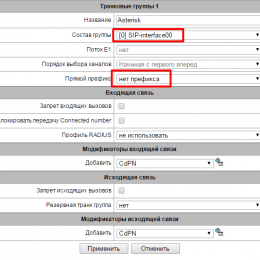 Транковые группы 1
Название Asterisk
Состав группы [0] SIP-interface00
Поток E1 нет
Порядок выбора каналов Начиная с первого вперед
Прямой префикс нет префикса
Входящая связь
Запрет входящих вызовов
локировать передачу Connected number
Профиль RADIUS не использовать
Модификаторы входящей связи
Добавить CdPN
Исходящая связь
Запрет исходящих вызовов
Резервная транк.группа нет
Модификаторы исходящей связи
Добавить CdPN
Применить Отменить